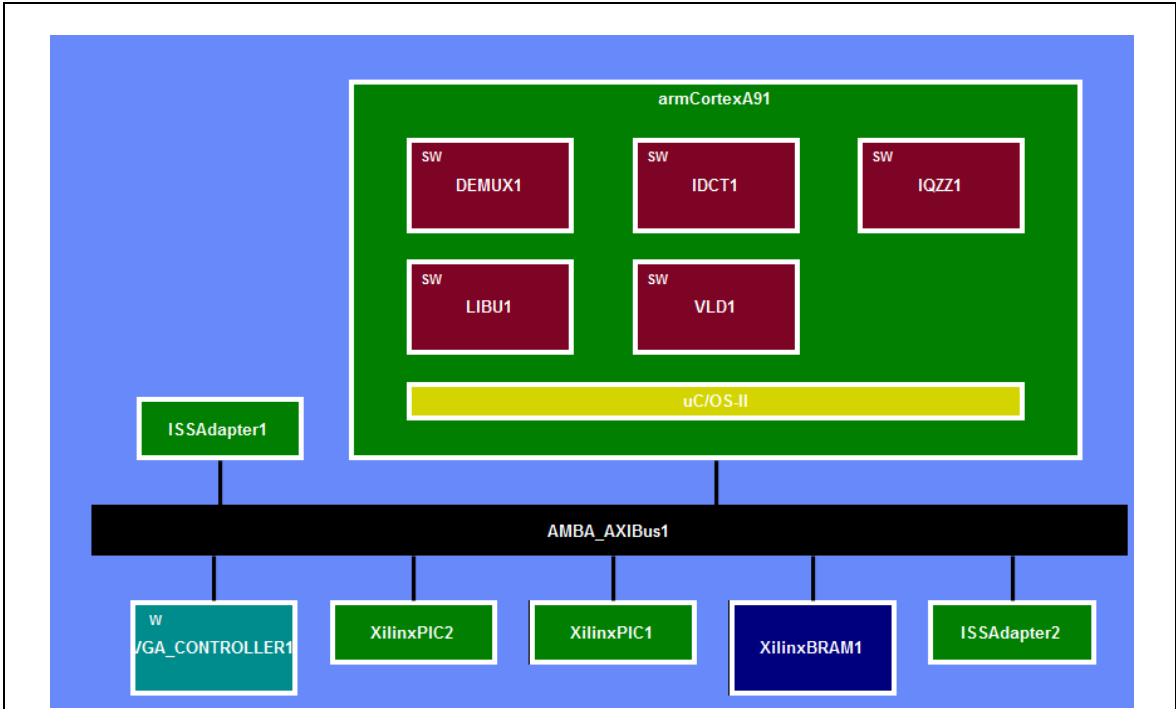 armCortexA91
SW
DEMUX1
SW
IDCT1
SW
IQZZ1
SW
LIBU1
SW
VLD1
uC/OS-II
ISSAdapter1
AMBA_AXIBus1
W
VGA_CONTROLLER1
XilinxPIC2
XilinxPIC1
XilinxBRAM1
ISSAdapter2